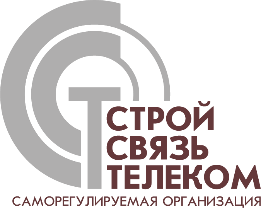 СТРОЙ
СВЯЗЬ
ТЕЛЕКОМ
САМОРЕГУЛИРУЕМАЯ ОРГАНИЗАЦИЯ